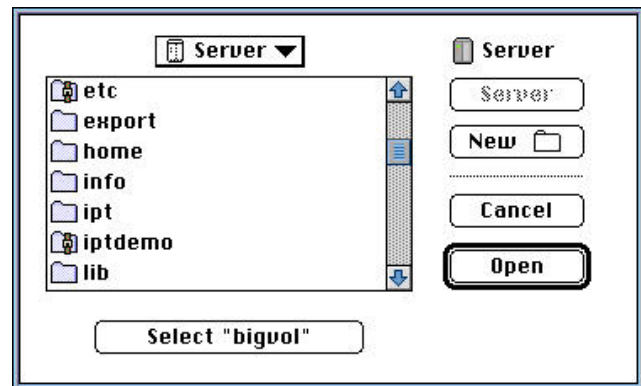 Server
etc
export
home
info
ipt
iptdemo
lib
Select "bigvol"
Server
Server
New
Cancel
Open